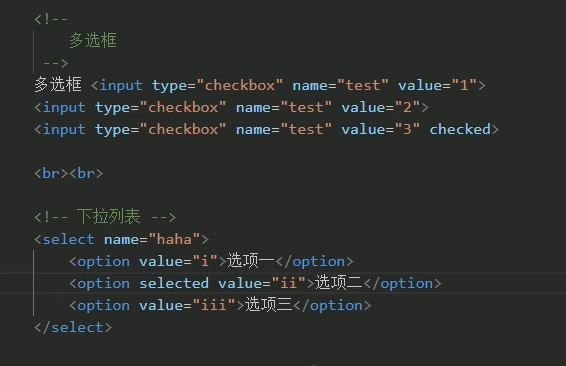 <!--
多选框
-->
多选框 <input type="checkbox" name="test" value="1">
<input type="checkbox" name="test" value="2">
<input type="checkbox" name="test" value="3" checked>
<br><br>
<!-- 下拉列表 -->
<select name="haha">
<option value="i">选项一</option>
<option selected value="ii">选项二</option>
<option value="iii">选项三</option>
</select>